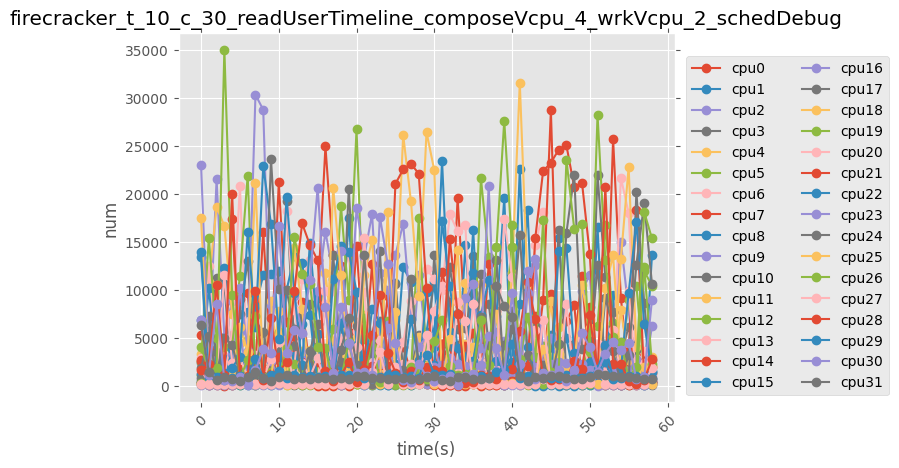 firecracker_t_10_c_30_readUserTimeline_composeVcpu_4_wrkVcpu_2_schedDebug
35000
30000
25000
20000
15000
10000
5000
0
num
0
10
20
30
40
50
60
time(s)
cpu0
cpu1
cpu2
cpu3
cpu4
cpu5
cpu6
cpu7
cpu8
cpu9
cpu10
cpu11
cpu12
cpu13
cpu14
cpu15
cpu16
cpu17
cpu18
cpu19
cpu20
cpu21
cpu22
cpu23
cpu24
cpu25
cpu26
cpu27
cpu28
cpu29
cpu30
cpu31